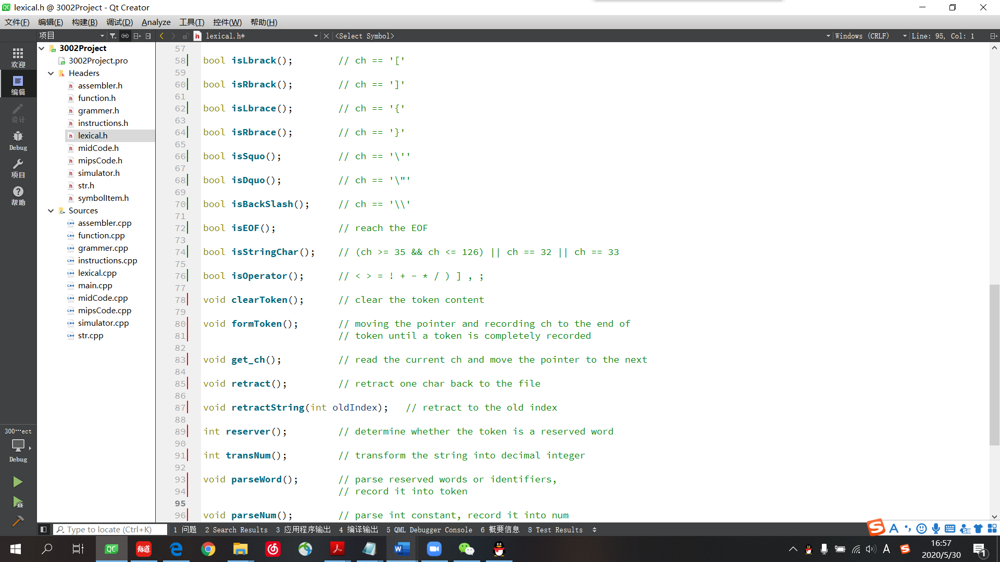 lexical.h @ 3002Project - Qt Creator
文件(F) 编辑(E) 构建(B) 调试(D) Analyze 工具(T) 控件(W) 帮助(H)
项目 lexical.h* <Select Symbol> Windows (CRLF) Line: 95, Col: 1
欢迎
编辑
设计
Debug
项目
帮助
300···ect
Debug
3002Project
3002Project.pro
Headers
assembler.h
function.h
grammer.h
instructions.h
lexical.h
midCode.h
mipsCode.h
simulator.h
str.h
symbolItem.h
Sources
assembler.cpp
function.cpp
grammer.cpp
instructions.cpp
lexical.cpp
main.cpp
midCode.cpp
mipsCode.cpp
simulator.cpp
str.cpp
57
58 bool isLbrack(); // ch == '['
59
60 bool isRbrack(); // ch == ']'
61
62 bool isLbrace(); // ch == '{'
63
64 bool isRbrace(); // ch == '}'
65
66 bool isSquo(); // ch == '\''
67
68 bool isDquo(); // ch == '\"'
69
70 bool isBackSlash(); // ch == '\\'
71
72 bool isEOF(); // reach the EOF
73
74 bool isStringChar(); // (ch >= 35 && ch <= 126) || ch == 32 || ch == 33
75
76 bool isOperator(); // < > = ! + - * / ) ] , ;
77
78 void clearToken(); // clear the token content
79
80 void formToken(); // moving the pointer and recording ch to the end of
81 // token until a token is completely recorded
82
83 void get_ch(); // read the current ch and move the pointer to the next
84
85 void retract(); // retract one char back to the file
86
87 void retractString(int oldIndex); // retract to the old index
88
89 int reserver(); // determine whether the token is a reserved word
90
91 int transNum(); // transform the string into decimal integer
92
93 void parseWord(); // parse reserved words or identifiers,
94 // record it into token
95
96 void parseNum(); // parse int constant, record it into num
Type to locate (Ctrl+K) 1 问题 2 Search Results 3 应用程序输出 4 编译输出 5 QML Debugger Console 6 概要信息 8 Test Results
QC 有道 A
16:57
2020/5/30
1